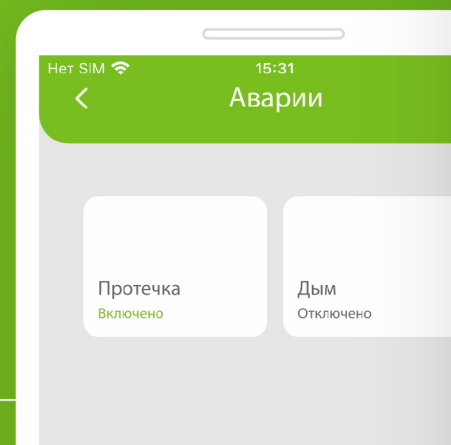 Нет SIM 15:31
Аварии
Протечка
Включено
Дым
Отключено